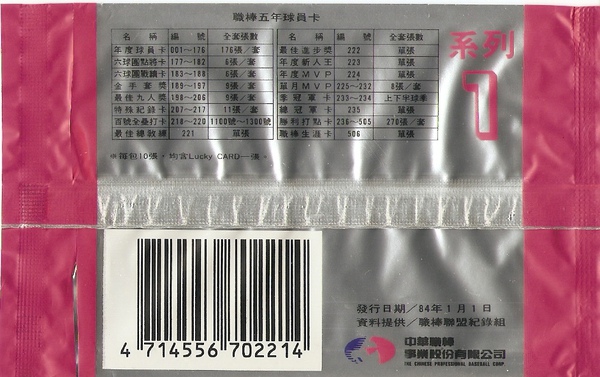 職棒五年球員卡
名稱 編號 全套張數 名稱 編號 全套張數
年度球員卡 001~176 176張／套 最佳進步獎 222 單張
六球團點將卡 177~182 6張／套 年度新人王 223 單張
六球團戰績卡 183~188 6張／套 年度MVP 224 單張
金手套獎 189~197 9張／套 單月MVP 225~232 8張／套
最佳九人獎 198~206 9張／套 季冠軍卡 233~234 上下半球季
特殊紀錄卡 207~217 11張／套 總冠軍卡 235 單張
百號全壘打 218~220 1100號~1300號 勝利打點卡 236~505 270張／套
最佳總教練 221 單張 職棒生涯卡 506 單張
※每包10張，均含Lucky CARD一張。
系列
1
4 714556 702214
發行日期／84年1月1日
資料提供／職棒聯盟紀錄組
中華職棒
事業股份有限公司
THE CHINESE PROFESSIONAL BASEBALL CORP.